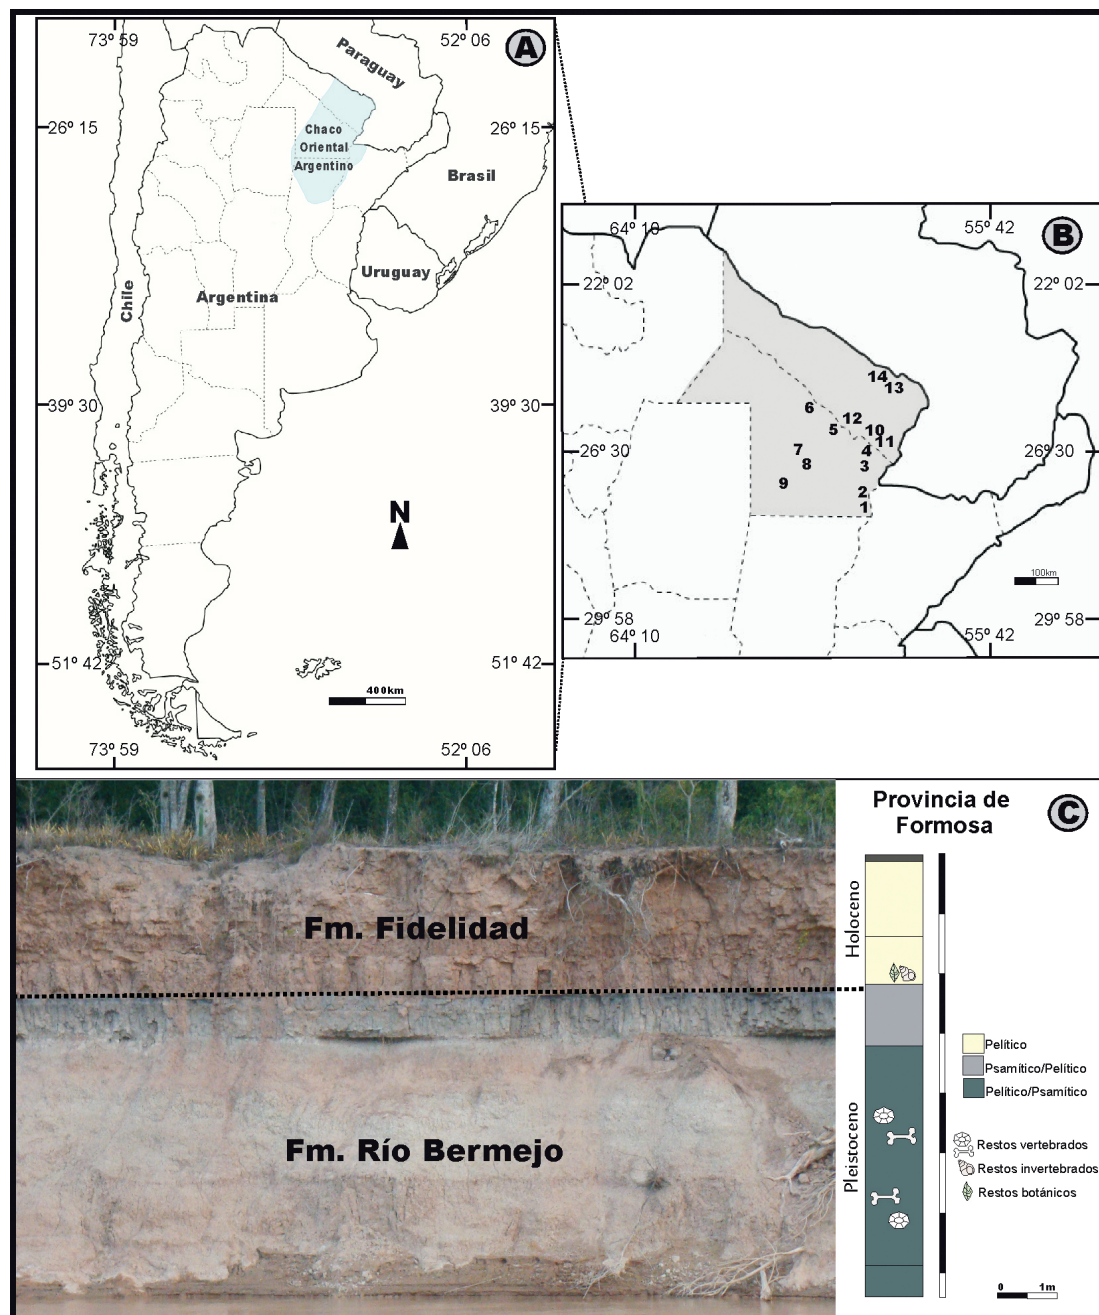 A
73º 59
52º 06
Paraguay
26º 15
26º 15
Chaco
Oriental
Argentino
Brasil
Uruguay
Argentina
Chile
39º 30
39º 30
N
51º 42
51º 42
400km
73º 59
52º 06
B
64º 10
55º 42
22º 02
22º 02
14
13
6
12
5
10
11
7
4
26º 30
8
3
9
2
1
100km
29º 58
29º 58
64º 10
55º 42
Provincia de
Formosa
C
Fm. Fidelidad
Holoceno
Pelítico
Psamítico/Pelítico
Pelítico/Psamítico
Fm. Río Bermejo
Pleistoceno
Restos vertebrados
Restos invertebrados
Restos botánicos
0 1m